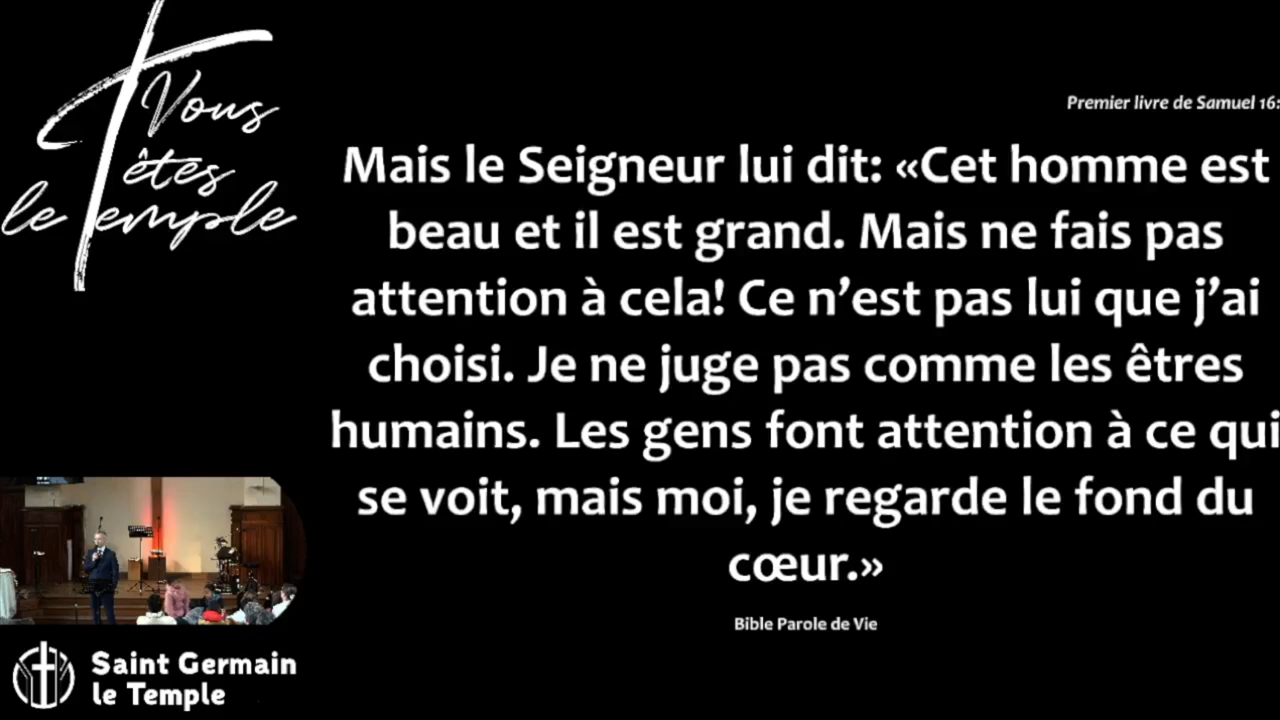 Vous
êtes
le Temple
Premier livre de Samuel 16:
Mais le Seigneur lui dit: «Cet homme est
beau et il est grand. Mais ne fais pas
attention à cela! Ce n’est pas lui que j’ai
choisi. Je ne juge pas comme les êtres
humains. Les gens font attention à ce qui
se voit, mais moi, je regarde le fond du
cœur.»
Bible Parole de Vie
Saint Germain
le Temple